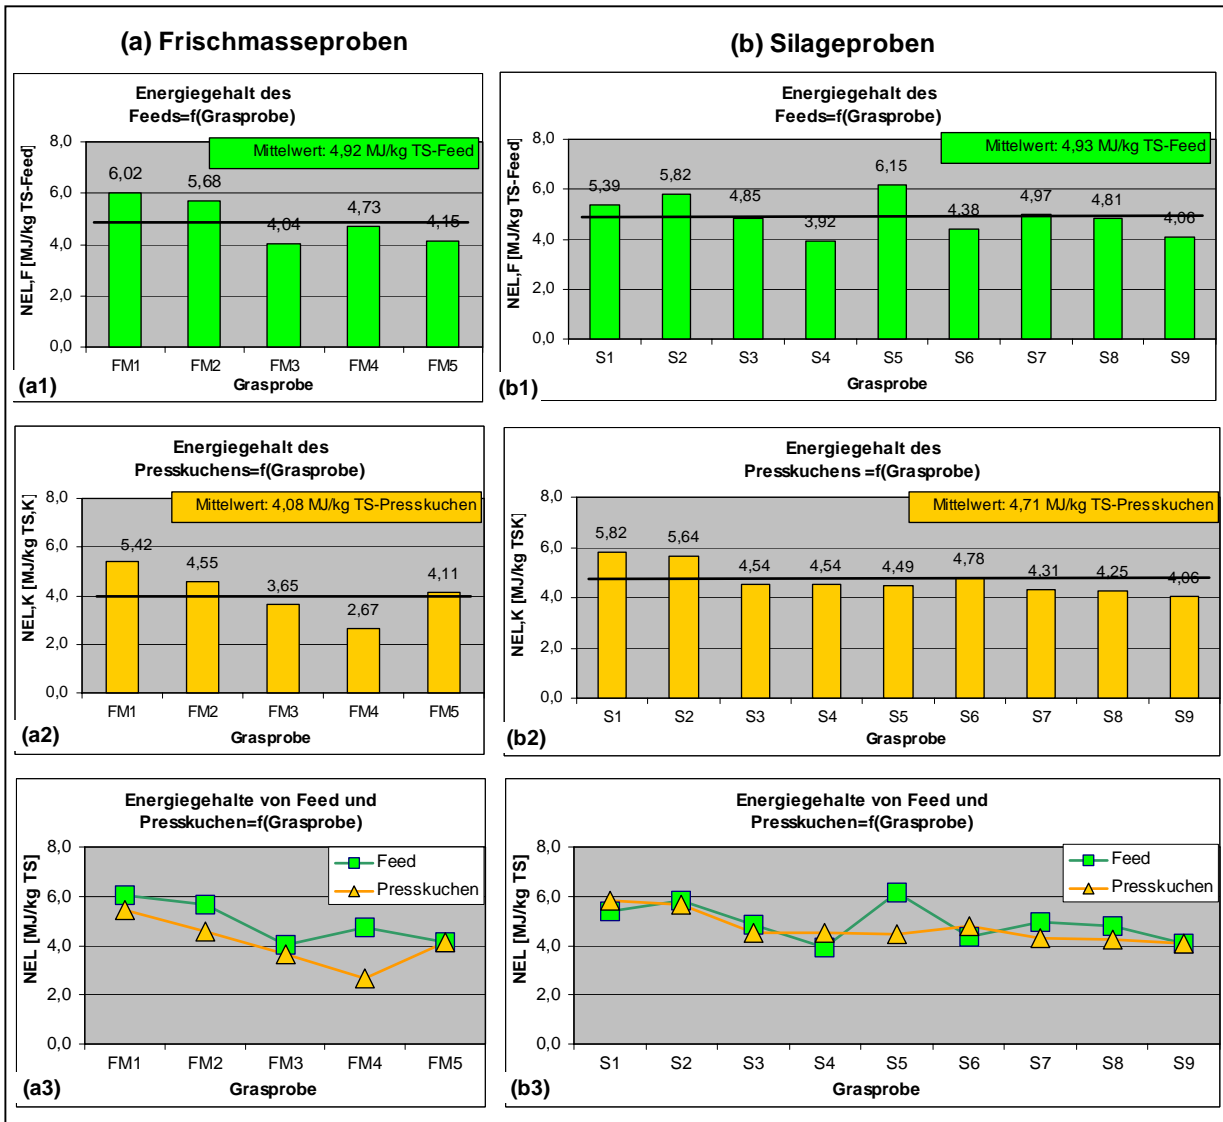 (a) Frischmasseproben
(b) Silageproben
Energiegehalt des
Feeds=f(Grasprobe)
Mittelwert: 4,92 MJ/kg TS-Feed
NEL,F [MJ/kg TS-Feed]
8,0
6,0
4,0
2,0
0,0
6,02
5,68
4,04
4,73
4,15
FM1 FM2 FM3 FM4 FM5
Grasprobe
(a1)
Energiegehalt des
Feeds=f(Grasprobe)
Mittelwert: 4,93 MJ/kg TS-Feed
NEL,F [MJ/kg TS-Feed]
8,0
6,0
4,0
2,0
0,0
5,39
5,82
4,85
3,92
6,15
4,38
4,97
4,81
4,06
S1 S2 S3 S4 S5 S6 S7 S8 S9
Grasprobe
(b1)
Energiegehalt des
Presskuchens=f(Grasprobe)
Mittelwert: 4,08 MJ/kg TS-Presskuchen
NEL,K [MJ/kg TS,K]
8,0
6,0
4,0
2,0
0,0
5,42
4,55
3,65
2,67
4,11
FM1 FM2 FM3 FM4 FM5
Grasprobe
(a2)
Energiegehalt des
Presskuchens =f(Grasprobe)
Mittelwert: 4,71 MJ/kg TS-Presskuchen
NEL,K [MJ/kg TSK]
8,0
6,0
4,0
2,0
0,0
5,82
5,64
4,54
4,54
4,49
4,78
4,31
4,25
4,06
S1 S2 S3 S4 S5 S6 S7 S8 S9
Grasprobe
(b2)
Energiegehalte von Feed und
Presskuchen=f(Grasprobe)
Feed
Presskuchen
NEL [MJ/kg TS]
8,0
6,0
4,0
2,0
0,0
FM1 FM2 FM3 FM4 FM5
Grasprobe
(a3)
Energiegehalte von Feed und
Presskuchen=f(Grasprobe)
Feed
Presskuchen
NEL [MJ/kg TS]
8,0
6,0
4,0
2,0
0,0
S1 S2 S3 S4 S5 S6 S7 S8 S9
Grasprobe
(b3)